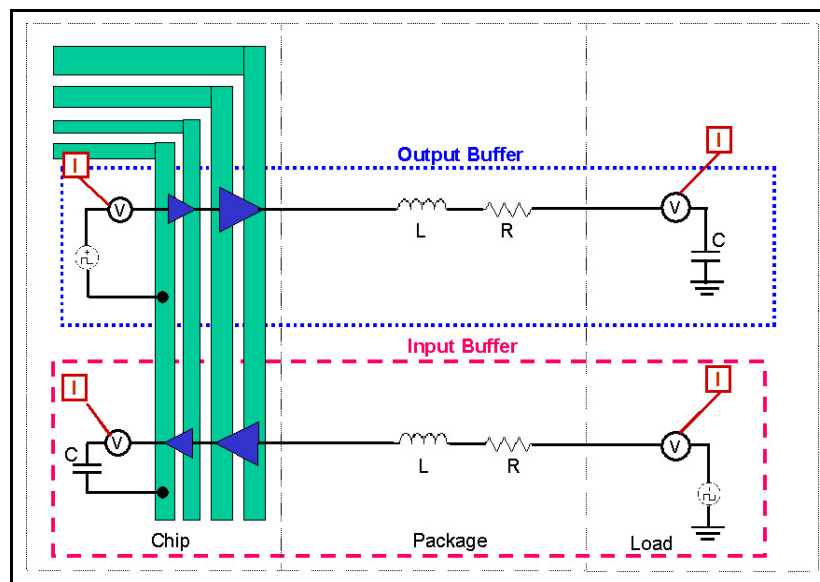 I
I
Output Buffer
V
V
+
L
R
C
Input Buffer
I
I
V
V
C
L
R
Chip
Package
Load